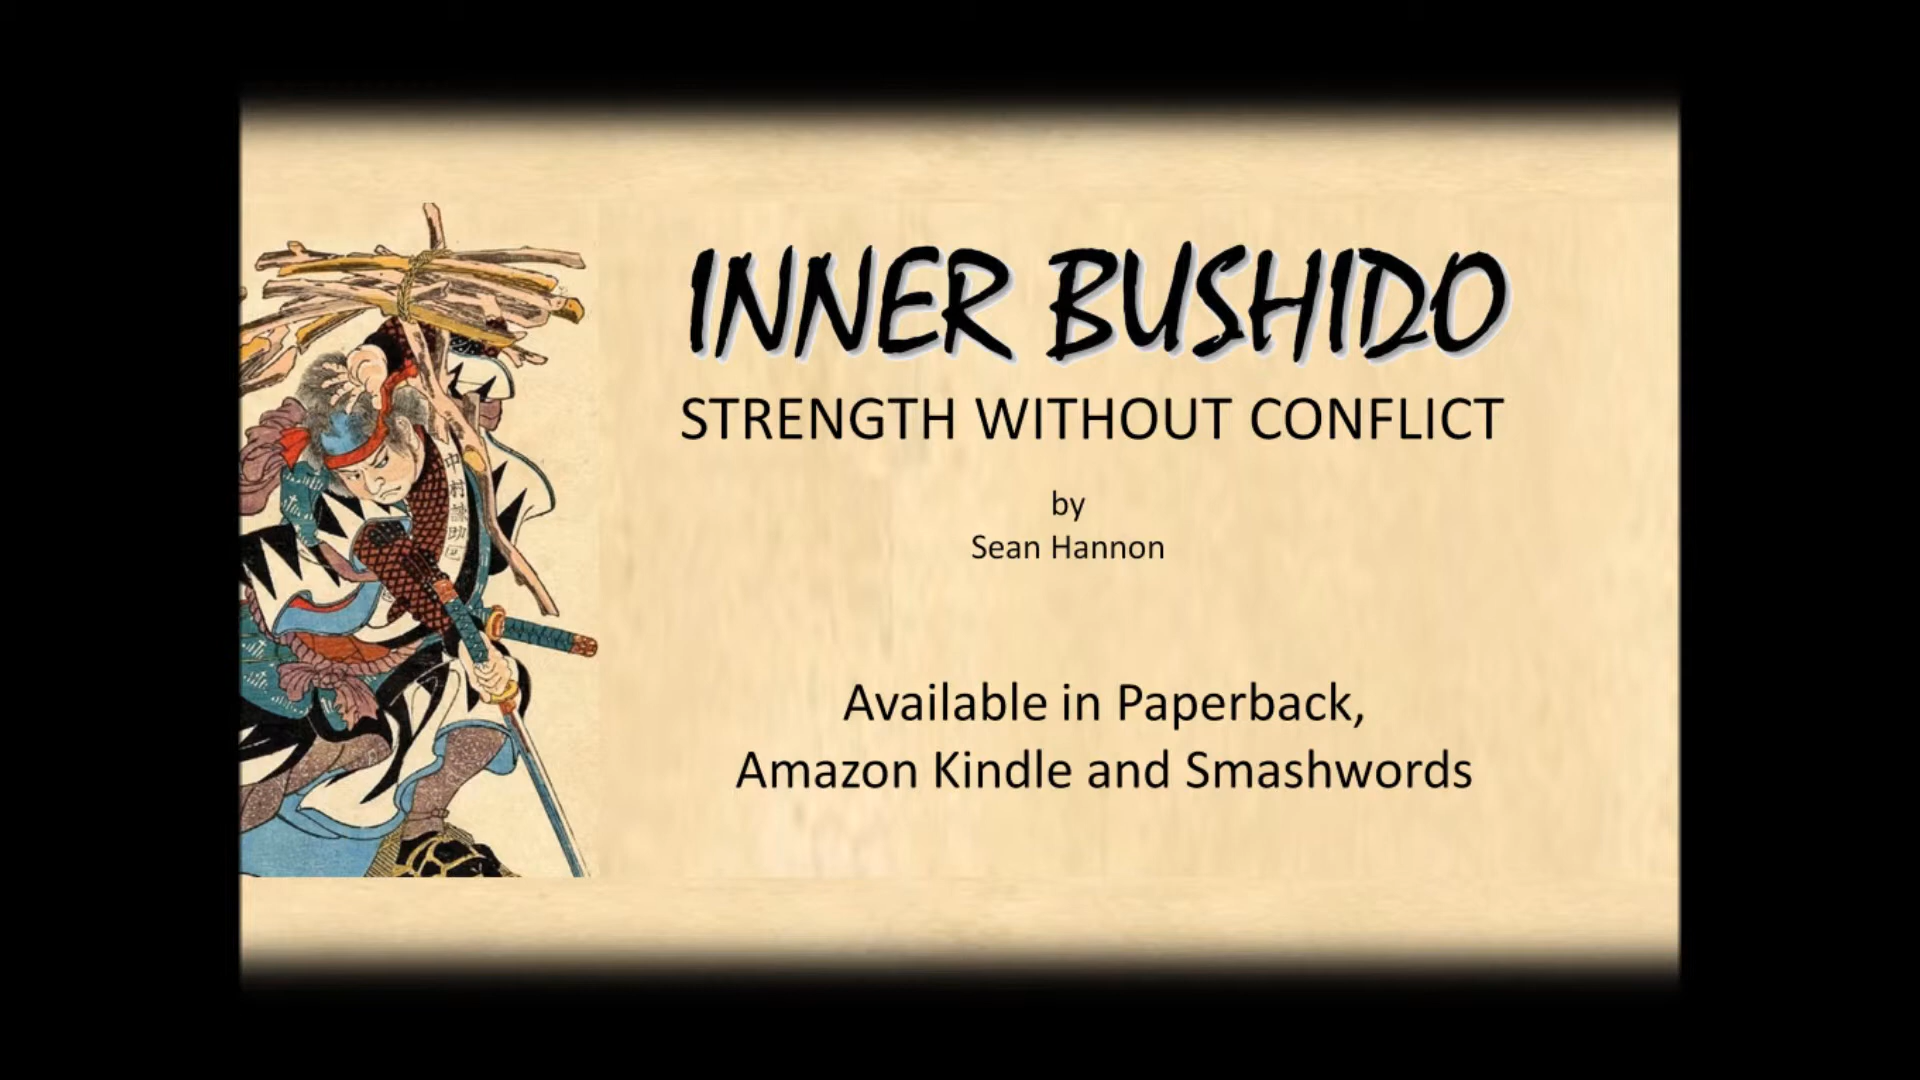 INNER BUSHIDO
STRENGTH WITHOUT CONFLICT
by
Sean Hannon
Available in Paperback,
Amazon Kindle and Smashwords